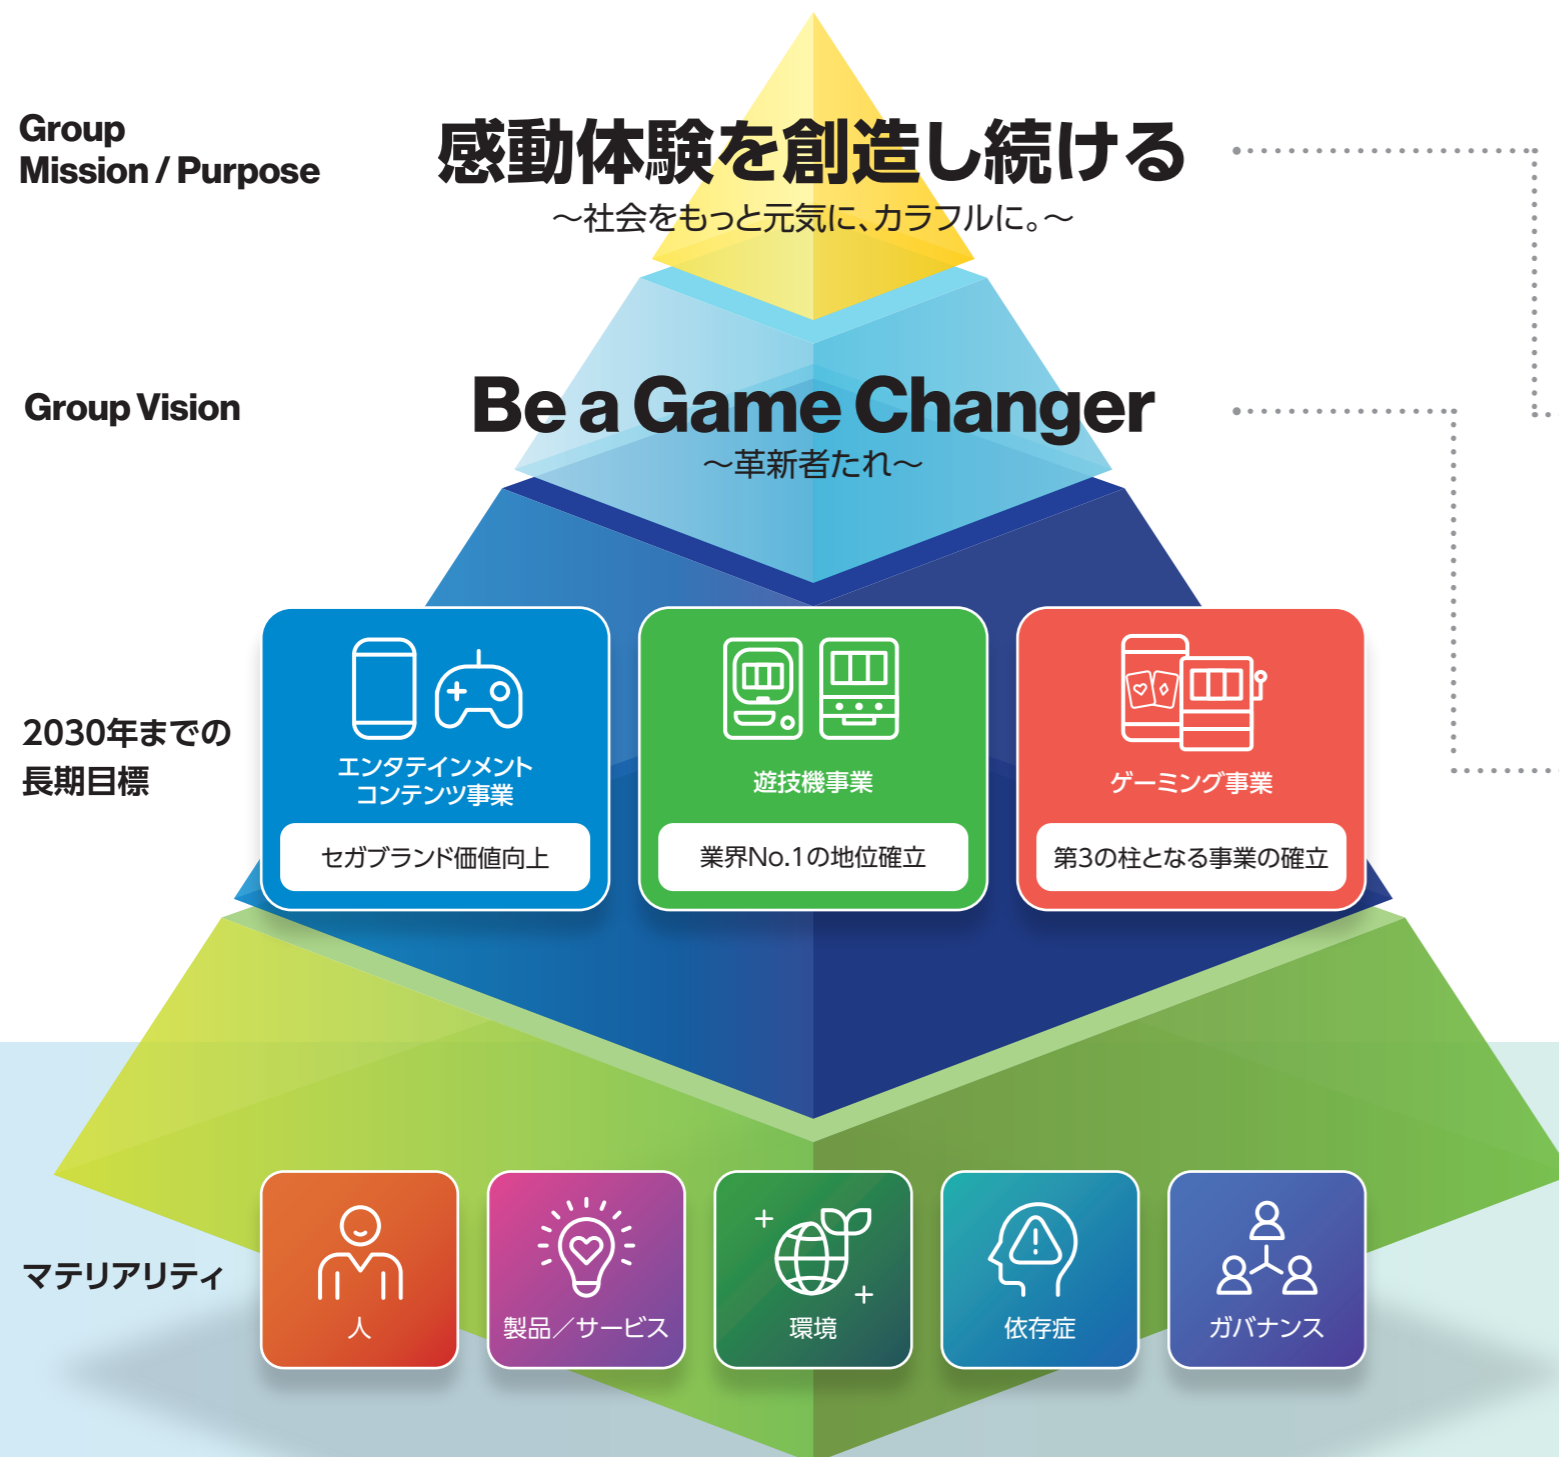 Group
Mission / Purpose
感動体験を創造し続ける
～社会をもっと元気に、カラフルに。～
Group Vision
Be a Game Changer
～革新者たれ～
2030年までの
長期目標
エンタテインメント
コンテンツ事業
セガブランド価値向上
遊技機事業
業界No.1の地位確立
ゲーミング事業
第3の柱となる事業の確立
マテリアリティ
人
製品／サービス
環境
依存症
ガバナンス